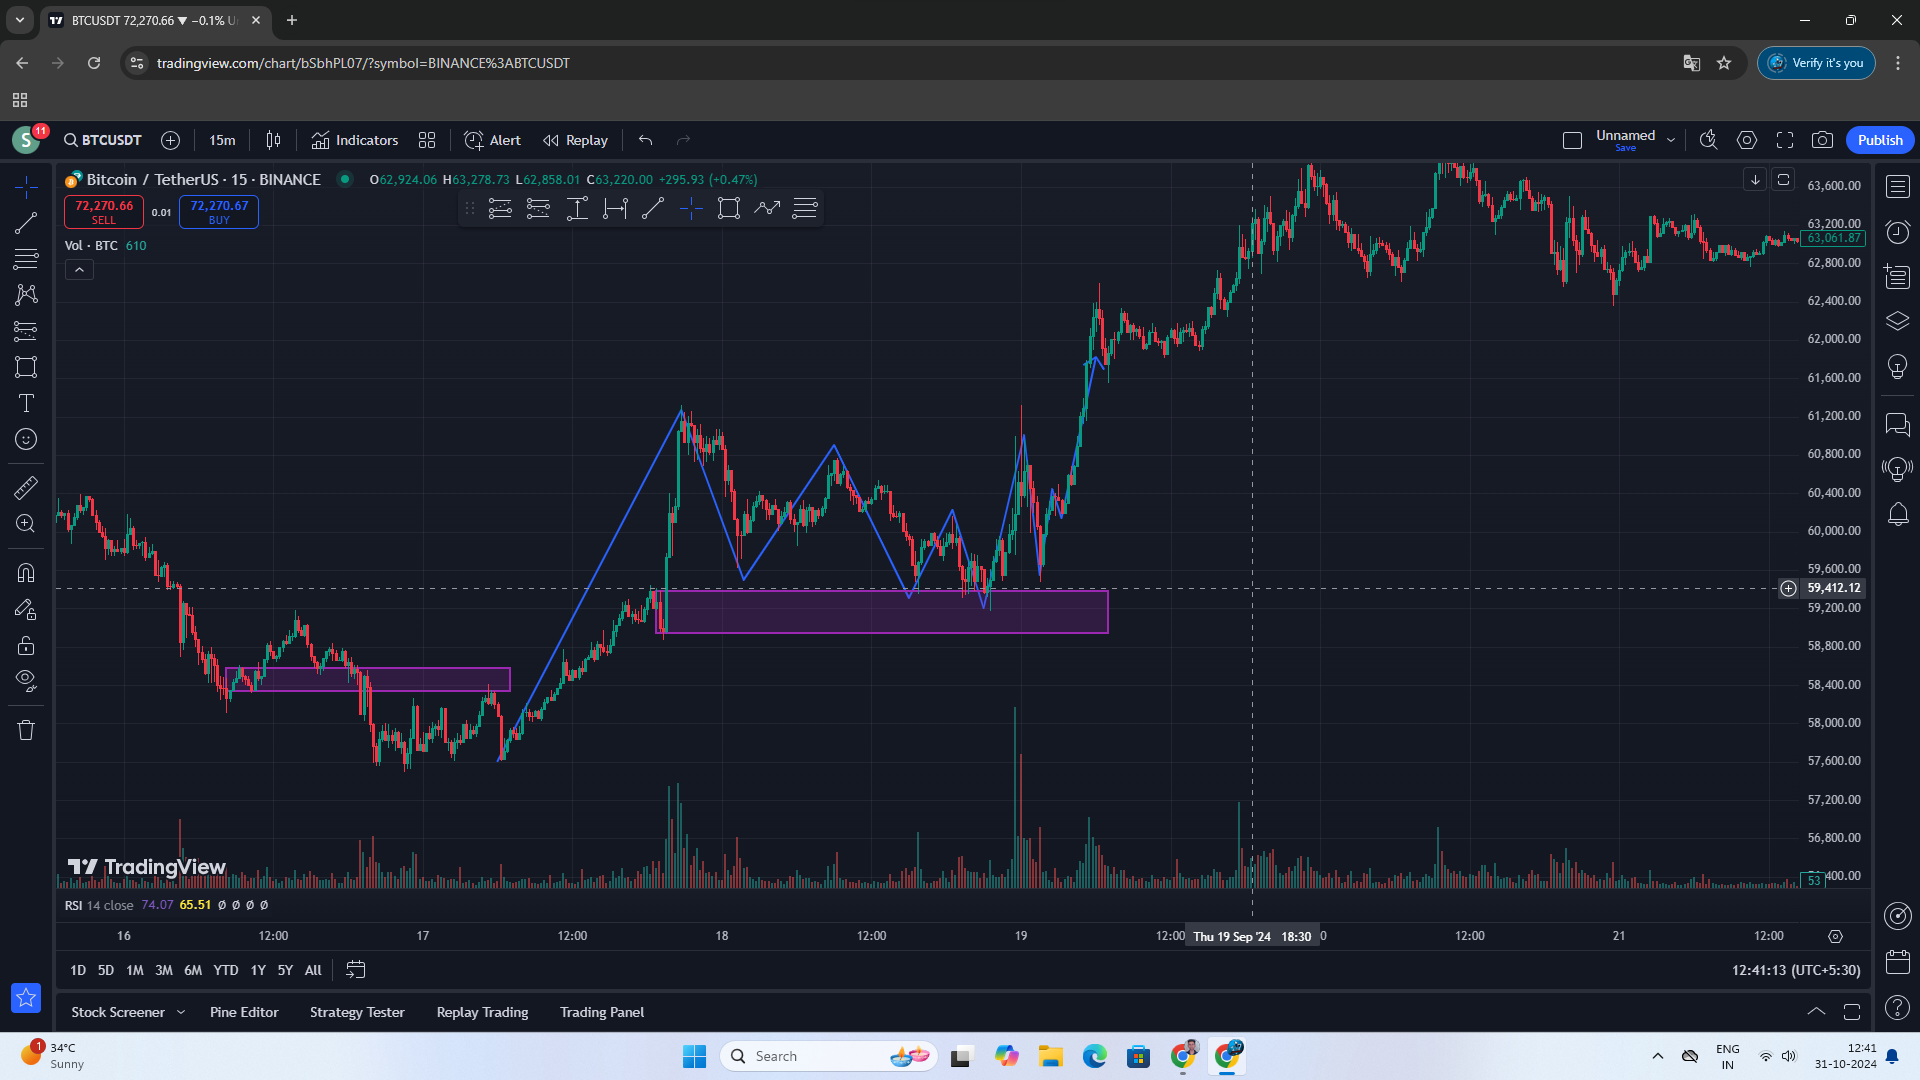 BTCUSDT 72,270.66 ▼ −0.1% U
tradingview.com/chart/bSbhPL07/?symbol=BINANCE%3ABTCUSDT
Verify it's you
S
11
BTCUSDT
15m
Indicators
Alert
Replay
Unnamed
Save
Publish
Bitcoin / TetherUS · 15 · BINANCE
O62,924.06 H63,278.73 L62,858.01 C63,220.00 +295.93 (+0.47%)
72,270.66
SELL
0.01
72,270.67
BUY
Vol · BTC 610
63,600.00
63,200.00
63,061.87
62,800.00
62,400.00
62,000.00
61,600.00
61,200.00
60,800.00
60,400.00
60,000.00
59,600.00
59,412.12
59,200.00
58,800.00
58,400.00
58,000.00
57,600.00
57,200.00
56,800.00
53
400.00
TradingView
RSI 14 close 74.07 65.51 Ø Ø Ø Ø
16
12:00
17
12:00
18
12:00
19
12:00
Thu 19 Sep '24 18:30
0
12:00
21
12:00
1D 5D 1M 3M 6M YTD 1Y 5Y All
12:41:13 (UTC+5:30)
Stock Screener
Pine Editor
Strategy Tester
Replay Trading
Trading Panel
1
34°C
Sunny
Search
ENG
IN
12:41
31-10-2024